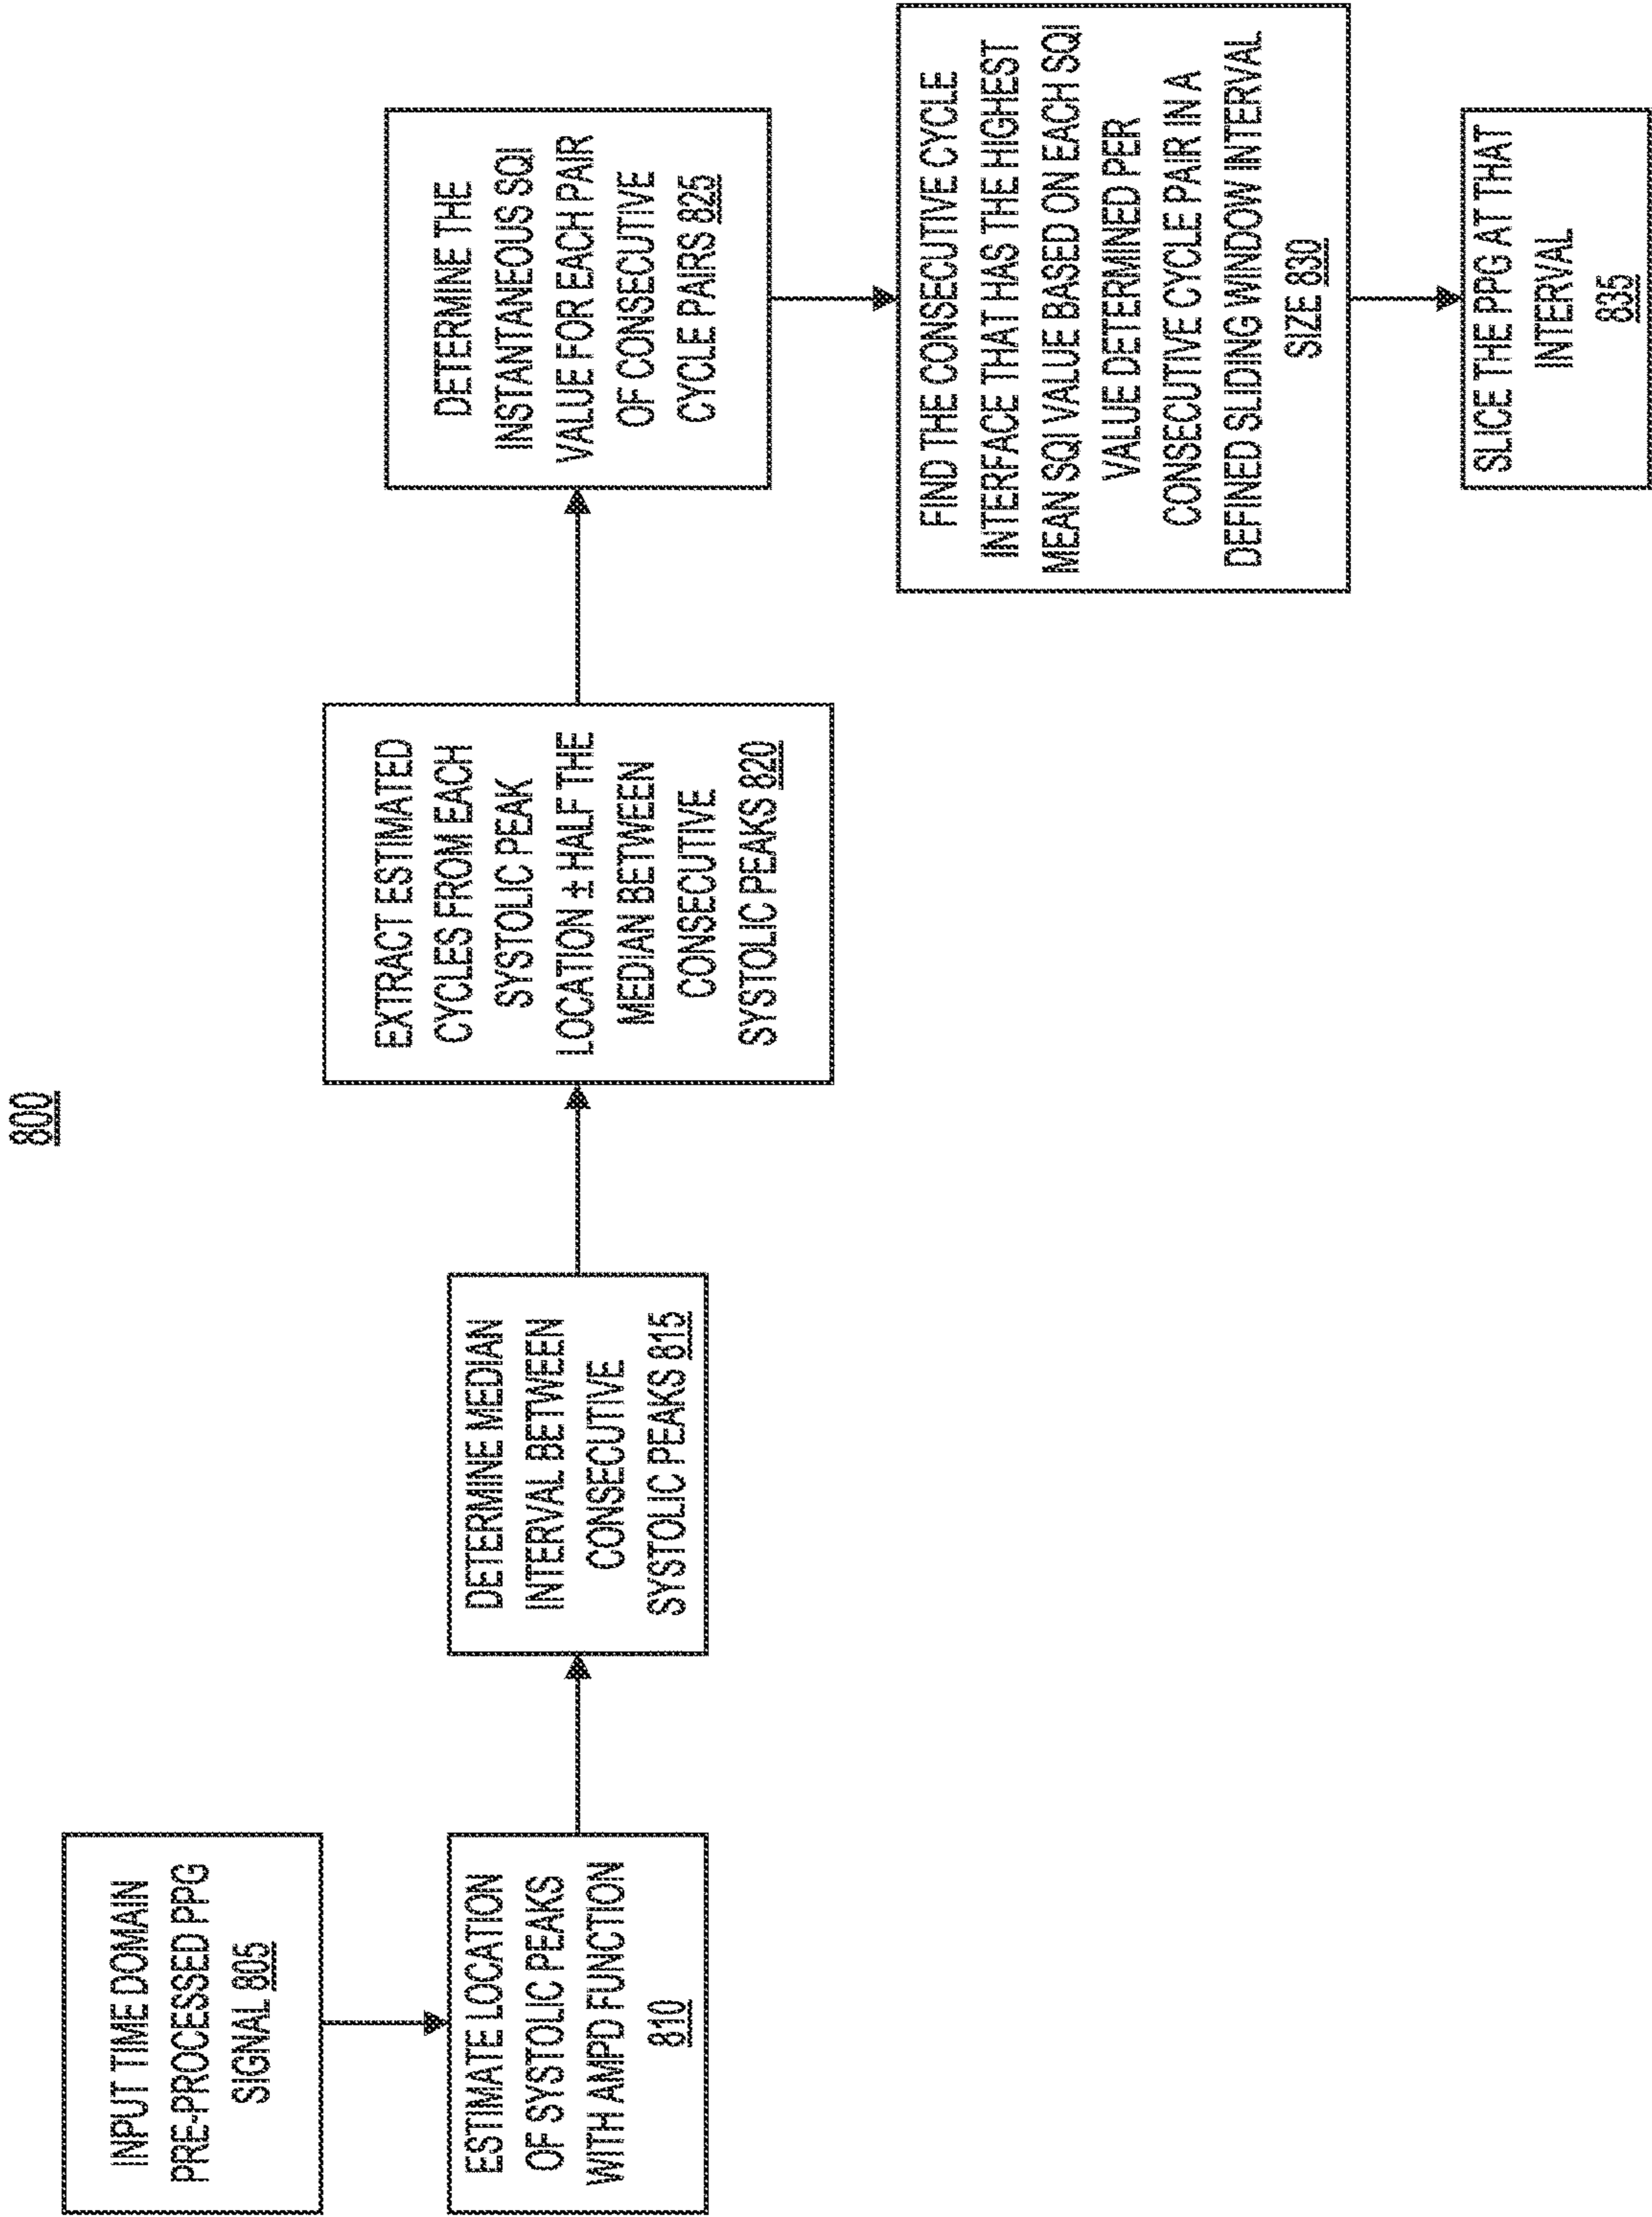 800
INPUT TIME DOMAIN
PRE-PROCESSED PPG
SIGNAL 805
ESTIMATE LOCATION
OF SYSTOLIC PEAKS
WITH AMPD FUNCTION
810
DETERMINE MEDIAN
INTERVAL BETWEEN
CONSECUTIVE
SYSTOLIC PEAKS 815
EXTRACT ESTIMATED
CYCLES FROM EACH
SYSTOLIC PEAK
LOCATION ± HALF THE
MEDIAN BETWEEN
CONSECUTIVE
SYSTOLIC PEAKS 820
DETERMINE THE
INSTANTANEOUS SQI
VALUE FOR EACH PAIR
OF CONSECUTIVE
CYCLE PAIRS 825
FIND THE CONSECUTIVE CYCLE
INTERFACE THAT HAS THE HIGHEST
MEAN SQI VALUE BASED ON EACH SQI
VALUE DETERMINED PER
CONSECUTIVE CYCLE PAIR IN A
DEFINED SLIDING WINDOW INTERVAL
SIZE 830
SLICE THE PPG AT THAT
INTERVAL
835